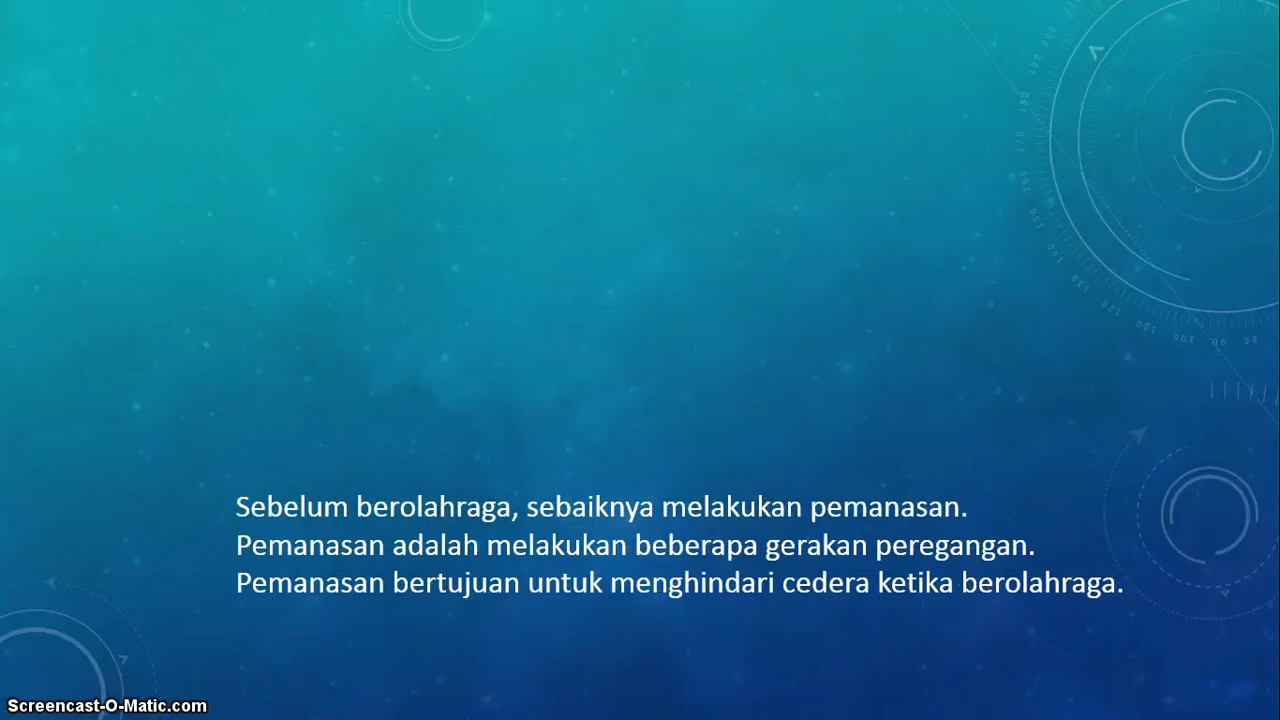 Sebelum berolahraga, sebaiknya melakukan pemanasan.
Pemanasan adalah melakukan beberapa gerakan peregangan.
Pemanasan bertujuan untuk menghindari cedera ketika berolahraga.
Screencast-O-Matic.com